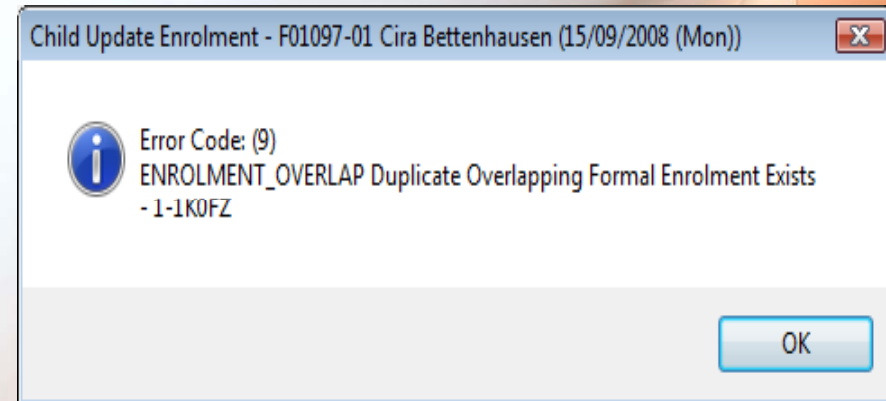 Child Update Enrolment - F01097-01 Cira Bettenhausen (15/09/2008 (Mon))
Error Code: (9)
ENROLMENT_OVERLAP Duplicate Overlapping Formal Enrolment Exists
- 1-1K0FZ
OK